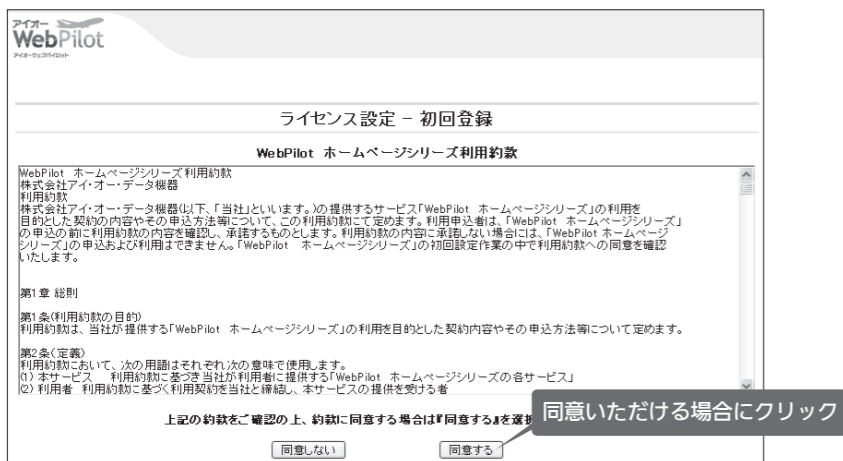 アイオー
WebPilot
アイオーウェブパイロット
ライセンス設定 － 初回登録
WebPilot ホームページシリーズ利用約款
WebPilot ホームページシリーズ利用約款
株式会社アイ・オー・データ機器
利用約款
株式会社アイ・オー・データ機器(以下、「当社」といいます。)の提供するサービス「WebPilot ホームページシリーズ」の利用を
目的とした契約の内容やその申込方法等について、この利用約款にて定めます。利用申込者は、「WebPilot ホームページシリーズ」
の申込の前に利用約款の内容を確認し、承諾するものとします。利用約款の内容に承諾しない場合には、「WebPilot ホームページ
シリーズ」の申込および利用はできません。「WebPilot ホームページシリーズ」の初回設定作業の中で利用約款への同意を確認
いたします。
第1章 総則
第1条(利用約款の目的)
利用約款は、当社が提供する「WebPilot ホームページシリーズ」の利用を目的とした契約内容やその申込方法等について定めます。
第2条(定義)
利用約款において、次の用語はそれぞれ次の意味で使用します。
(1) 本サービス 利用約款に基づき当社が利用者に提供する「WebPilot ホームページシリーズの各サービス」
(2) 利用者 利用約款に基づく利用契約を当社と締結し、本サービスの提供を受ける者
上記の約款をご確認の上、約款に同意する場合は『同意する』を選択
同意いただける場合にクリック
同意しない
同意する